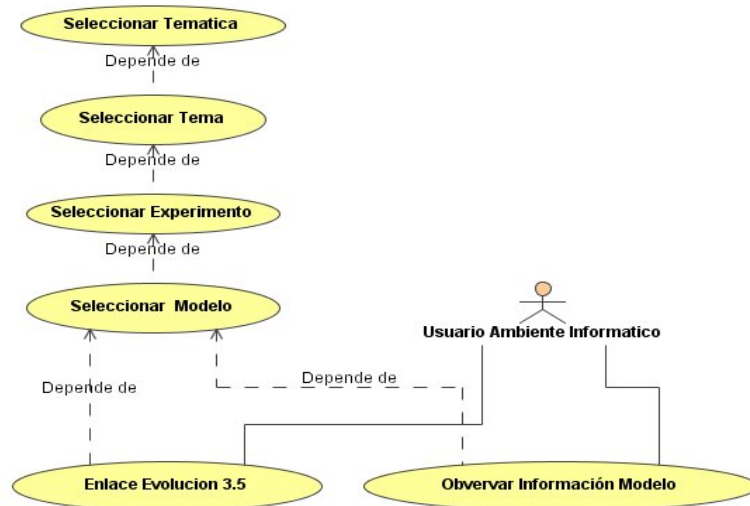 Seleccionar Tematica
Depende de
Seleccionar Tema
Depende de
Seleccionar Experimento
Depende de
Seleccionar Modelo
Usuario Ambiente Informatico
Depende de
Depende de
Enlace Evolucion 3.5
Obvervar Información Modelo